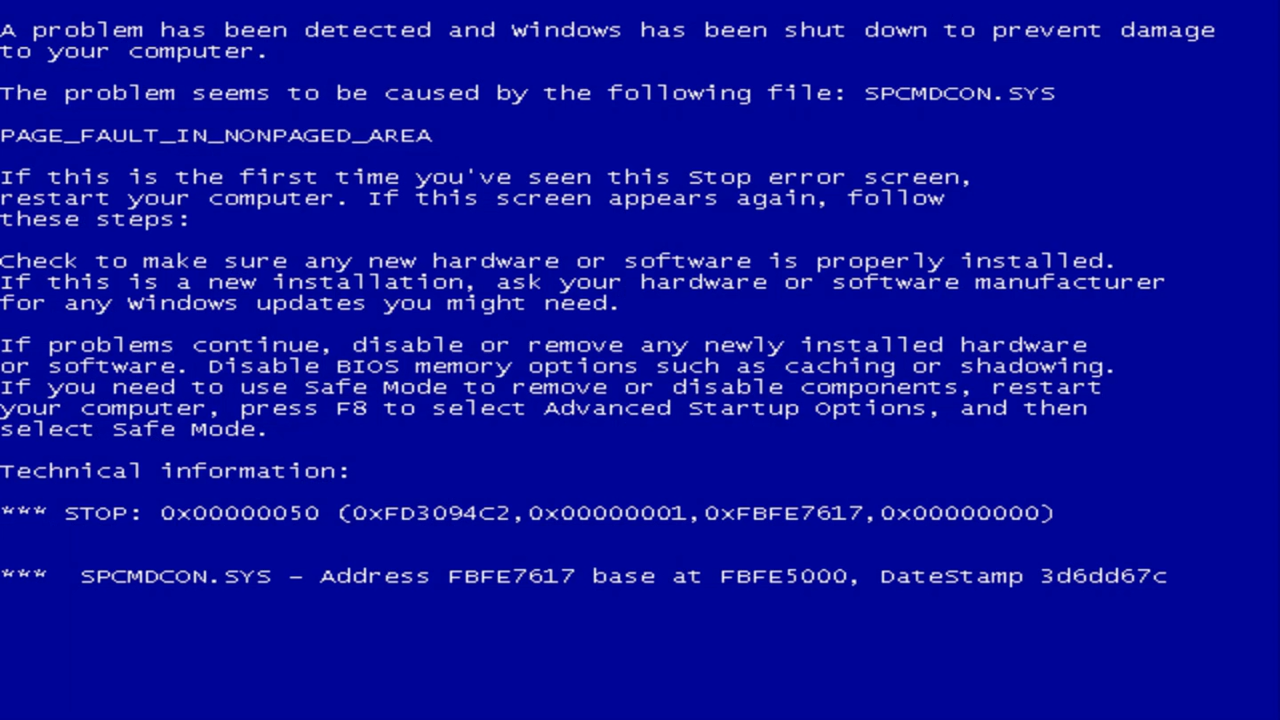 A problem has been detected and Windows has been shut down to prevent damage
to your computer.
The problem seems to be caused by the following file: SPCMDCON.SYS
PAGE_FAULT_IN_NONPAGED_AREA
If this is the first time you've seen this Stop error screen,
restart your computer. If this screen appears again, follow
these steps:
Check to make sure any new hardware or software is properly installed.
If this is a new installation, ask your hardware or software manufacturer
for any Windows updates you might need.
If problems continue, disable or remove any newly installed hardware
or software. Disable BIOS memory options such as caching or shadowing.
If you need to use Safe Mode to remove or disable components, restart
your computer, press F8 to select Advanced Startup Options, and then
select Safe Mode.
Technical information:
*** STOP: 0x00000050 (0xFD3094C2,0x00000001,0xFBFE7617,0x00000000)
***  SPCMDCON.SYS - Address FBFE7617 base at FBFE5000, DateStamp 3d6dd67c